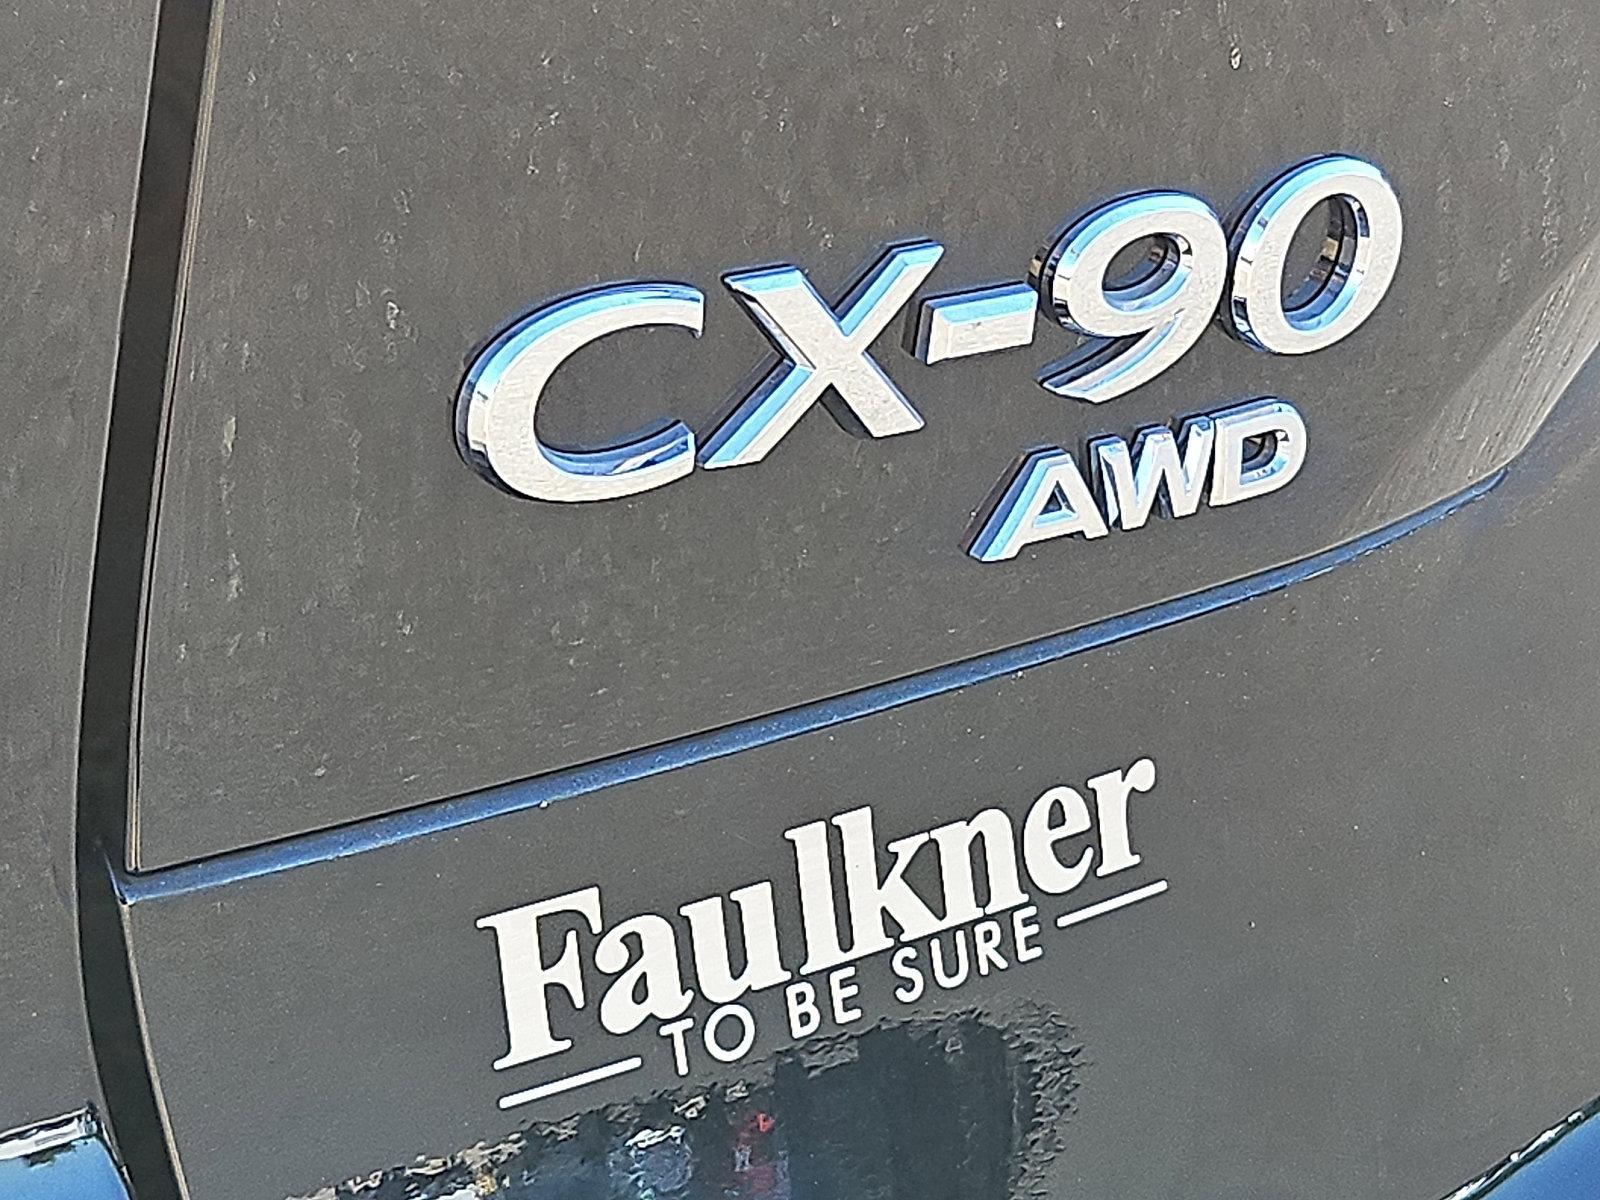 CX-90
AWD
Faulkner
TO BE SURE